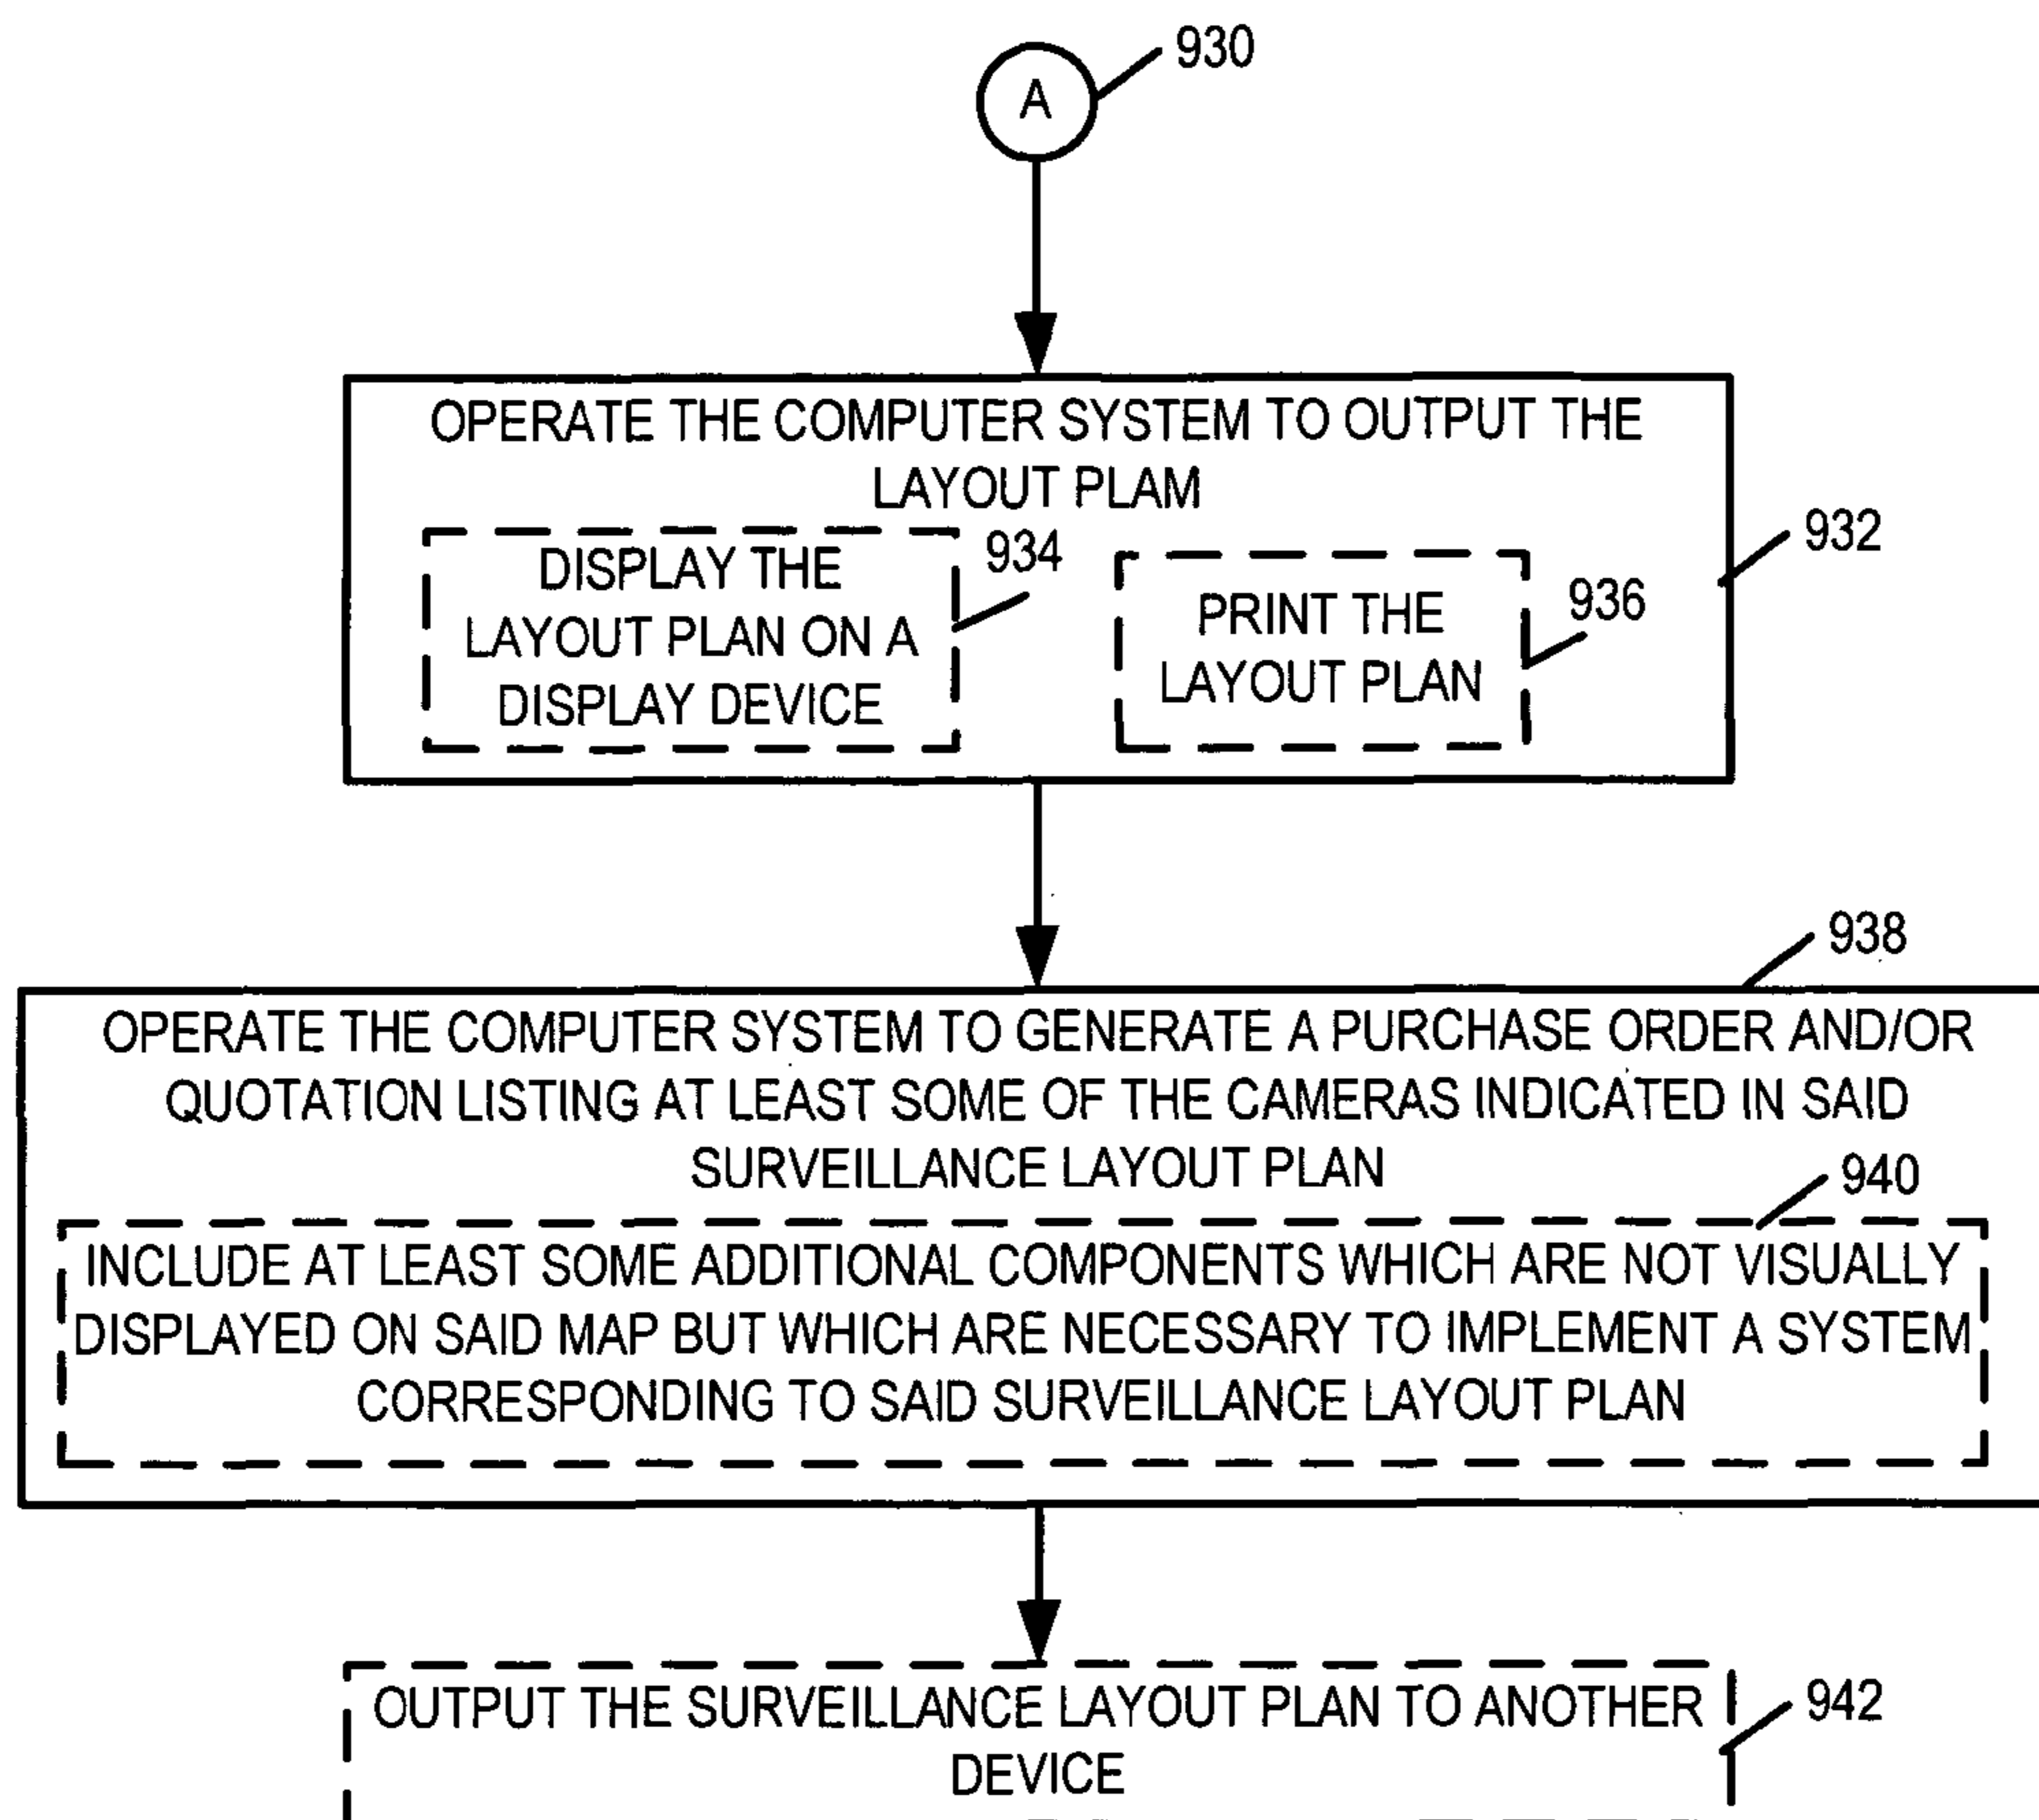 930
A
OPERATE THE COMPUTER SYSTEM TO OUTPUT THE
LAYOUT PLAM
932
934
DISPLAY THE
LAYOUT PLAN ON A
DISPLAY DEVICE
936
PRINT THE
LAYOUT PLAN
938
OPERATE THE COMPUTER SYSTEM TO GENERATE A PURCHASE ORDER AND/OR
QUOTATION LISTING AT LEAST SOME OF THE CAMERAS INDICATED IN SAID
SURVEILLANCE LAYOUT PLAN
940
INCLUDE AT LEAST SOME ADDITIONAL COMPONENTS WHICH ARE NOT VISUALLY
DISPLAYED ON SAID MAP BUT WHICH ARE NECESSARY TO IMPLEMENT A SYSTEM
CORRESPONDING TO SAID SURVEILLANCE LAYOUT PLAN
OUTPUT THE SURVEILLANCE LAYOUT PLAN TO ANOTHER
DEVICE
942